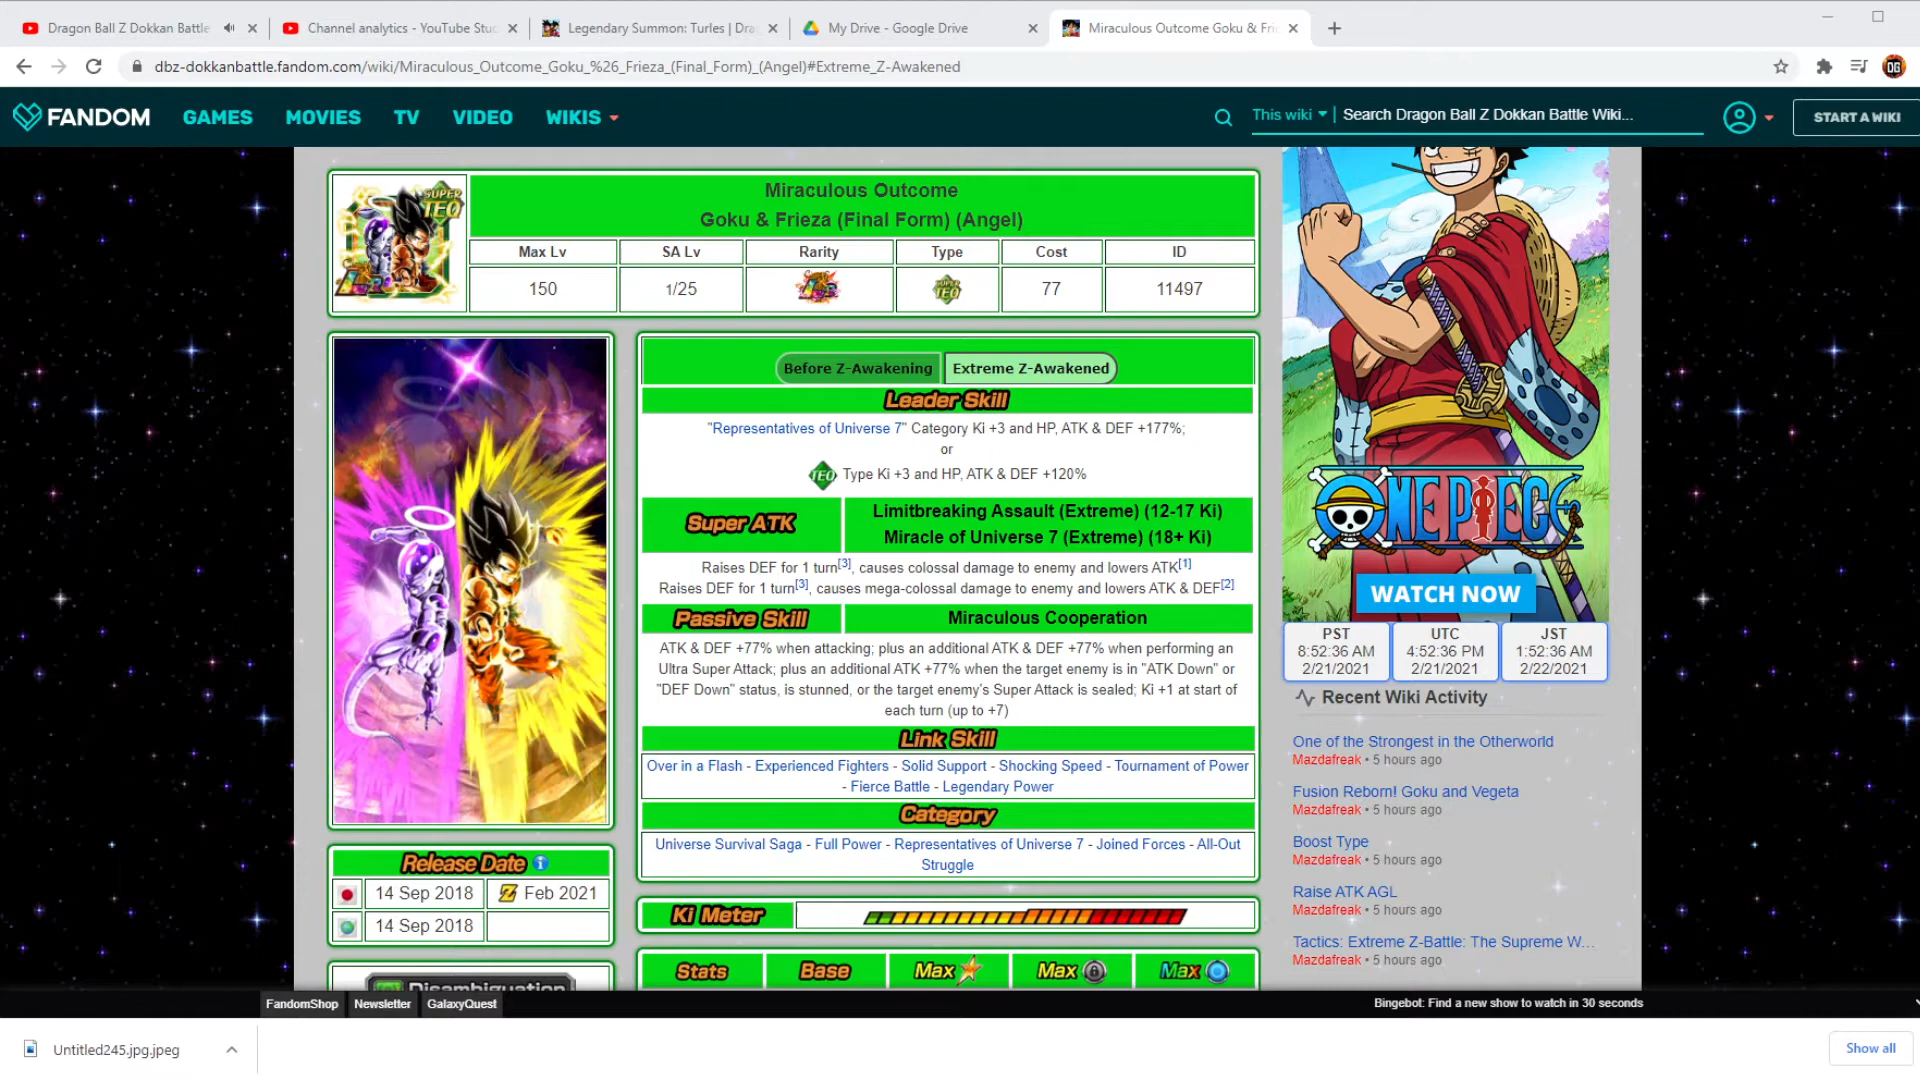 Dragon Ball Z Dokkan Battle
Channel analytics - YouTube Stu
Legendary Summon: Turles | Dra
My Drive - Google Drive
Miraculous Outcome Goku & Fri
dbz-dokkanbattle.fandom.com/wiki/Miraculous_Outcome_Goku_%26_Frieza_(Final_Form)_(Angel)#Extreme_Z-Awakened
FANDOM GAMES MOVIES TV VIDEO WIKIS
This wiki Search Dragon Ball Z Dokkan Battle Wiki...
START A WIKI
SUPER TEQ
Miraculous Outcome
Goku & Frieza (Final Form) (Angel)
Max Lv SA Lv Rarity Type Cost ID
150 1/25 LR SUPER TEQ 77 11497
Before Z-Awakening Extreme Z-Awakened
Leader Skill
"Representatives of Universe 7" Category Ki +3 and HP, ATK & DEF +177%;
or
TEQ Type Ki +3 and HP, ATK & DEF +120%
Super ATK
Limitbreaking Assault (Extreme) (12-17 Ki)
Miracle of Universe 7 (Extreme) (18+ Ki)
Raises DEF for 1 turn[3], causes colossal damage to enemy and lowers ATK[1]
Raises DEF for 1 turn[3], causes mega-colossal damage to enemy and lowers ATK & DEF[2]
Passive Skill Miraculous Cooperation
ATK & DEF +77% when attacking; plus an additional ATK & DEF +77% when performing an
Ultra Super Attack; plus an additional ATK +77% when the target enemy is in "ATK Down" or
"DEF Down" status, is stunned, or the target enemy's Super Attack is sealed; Ki +1 at start of
each turn (up to +7)
Link Skill
Over in a Flash - Experienced Fighters - Solid Support - Shocking Speed - Tournament of Power
- Fierce Battle - Legendary Power
Category
Universe Survival Saga - Full Power - Representatives of Universe 7 - Joined Forces - All-Out
Struggle
Release Date
14 Sep 2018 Z Feb 2021
14 Sep 2018
Disambiguation
Ki Meter
Stats Base Max Max Max
ONE PIECE
WATCH NOW
PST UTC JST
8:52:36 AM 4:52:36 PM 1:52:36 AM
2/21/2021 2/21/2021 2/22/2021
Recent Wiki Activity
One of the Strongest in the Otherworld
Mazdafreak • 5 hours ago
Fusion Reborn! Goku and Vegeta
Mazdafreak • 5 hours ago
Boost Type
Mazdafreak • 5 hours ago
Raise ATK AGL
Mazdafreak • 5 hours ago
Tactics: Extreme Z-Battle: The Supreme W...
Mazdafreak • 5 hours ago
FandomShop Newsletter GalaxyQuest
Bingebot: Find a new show to watch in 30 seconds
Untitled245.jpg.jpeg
Show all